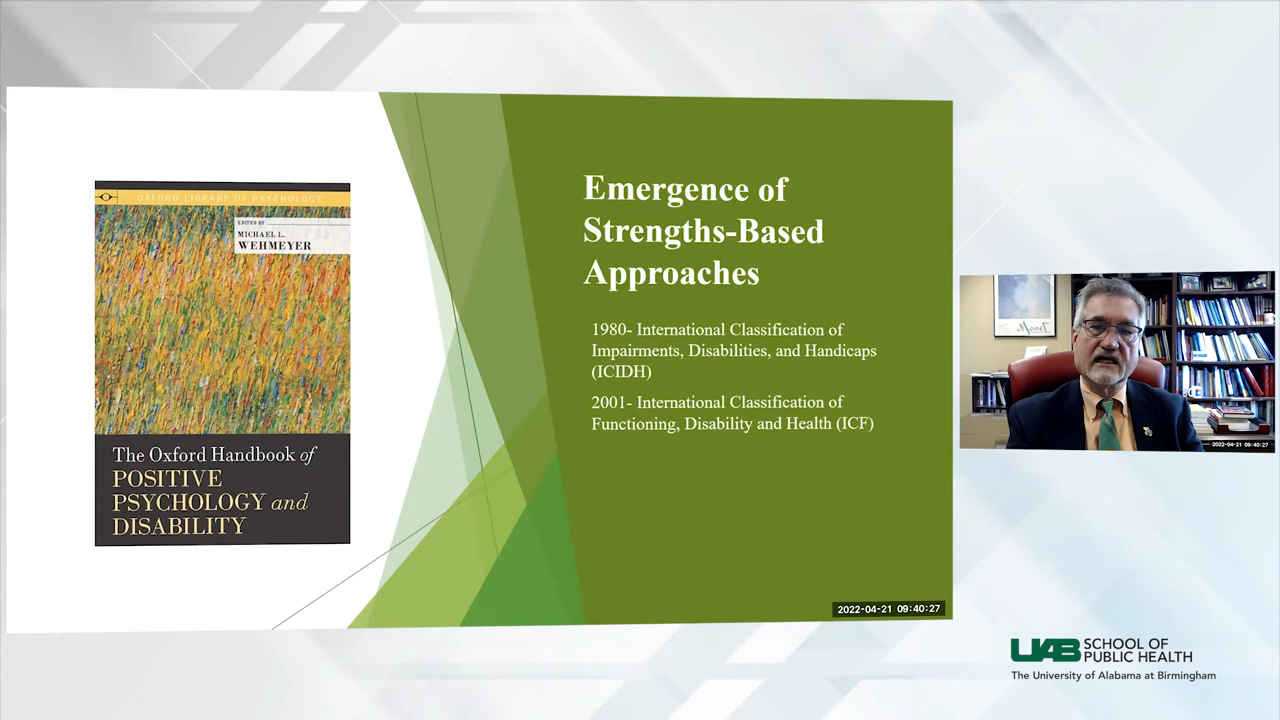 OXFORD LIBRARY OF PSYCHOLOGY
EDITED BY
MICHAEL L.
WEHMEYER
The Oxford Handbook of
POSITIVE
PSYCHOLOGY and
DISABILITY
Emergence of
Strengths-Based
Approaches
1980- International Classification of
Impairments, Disabilities, and Handicaps
(ICIDH)
2001- International Classification of
Functioning, Disability and Health (ICF)
2022-04-21 09:40:27
2022-04-21 09:40:27
UAB SCHOOL OF
PUBLIC HEALTH
The University of Alabama at Birmingham